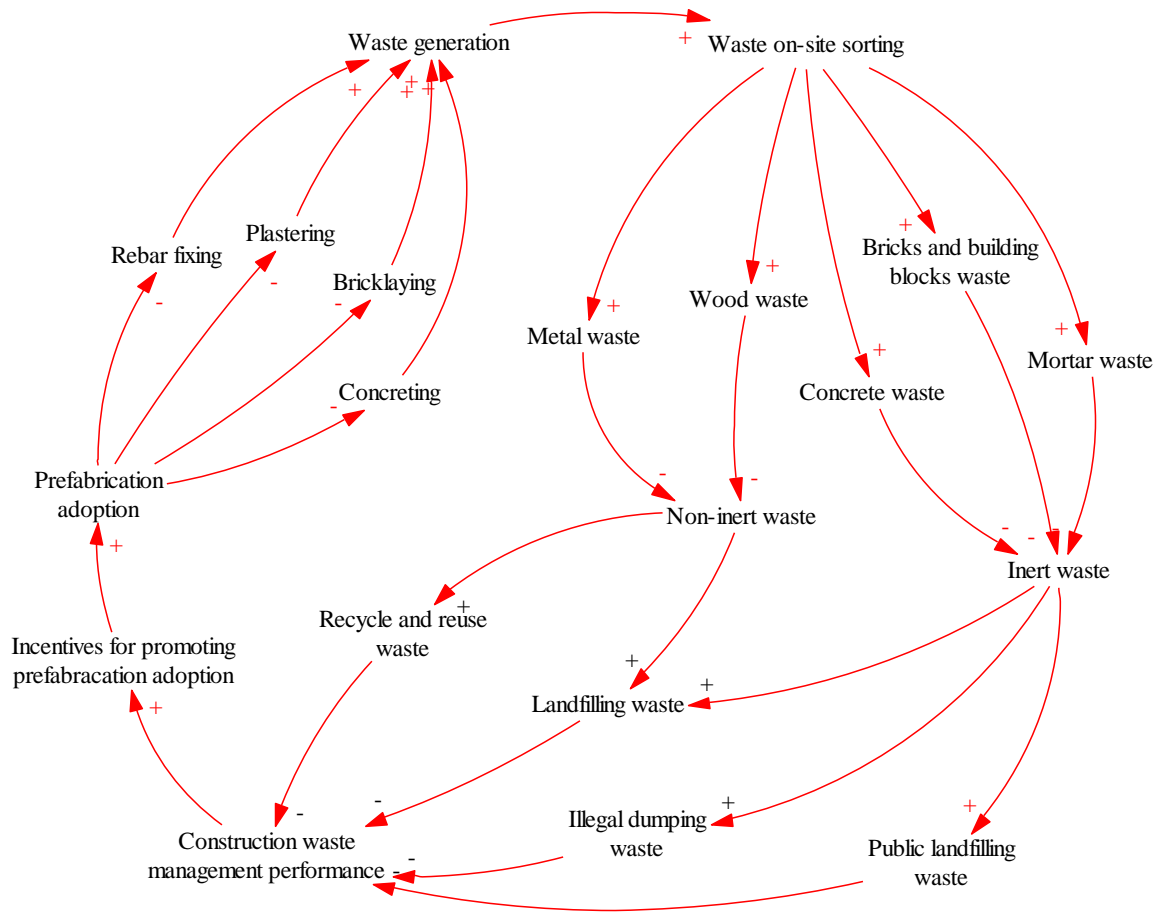 Waste generation
+
Waste on-site sorting
+
+
+
+
Plastering
Rebar fixing
-
-
Bricklaying
-
Concreting
-
+
Bricks and building
blocks waste
+
Wood waste
+
Metal waste
+
Mortar waste
+
Concrete waste
Prefabrication
adoption
+
-
-
Non-inert waste
-
-
-
Inert waste
+
Recycle and reuse
waste
Incentives for promoting
prefabracation adoption
+
+
+
Landfilling waste
-
-
Construction waste
management performance
-
-
+
Illegal dumping
waste
+
Public landfilling
waste